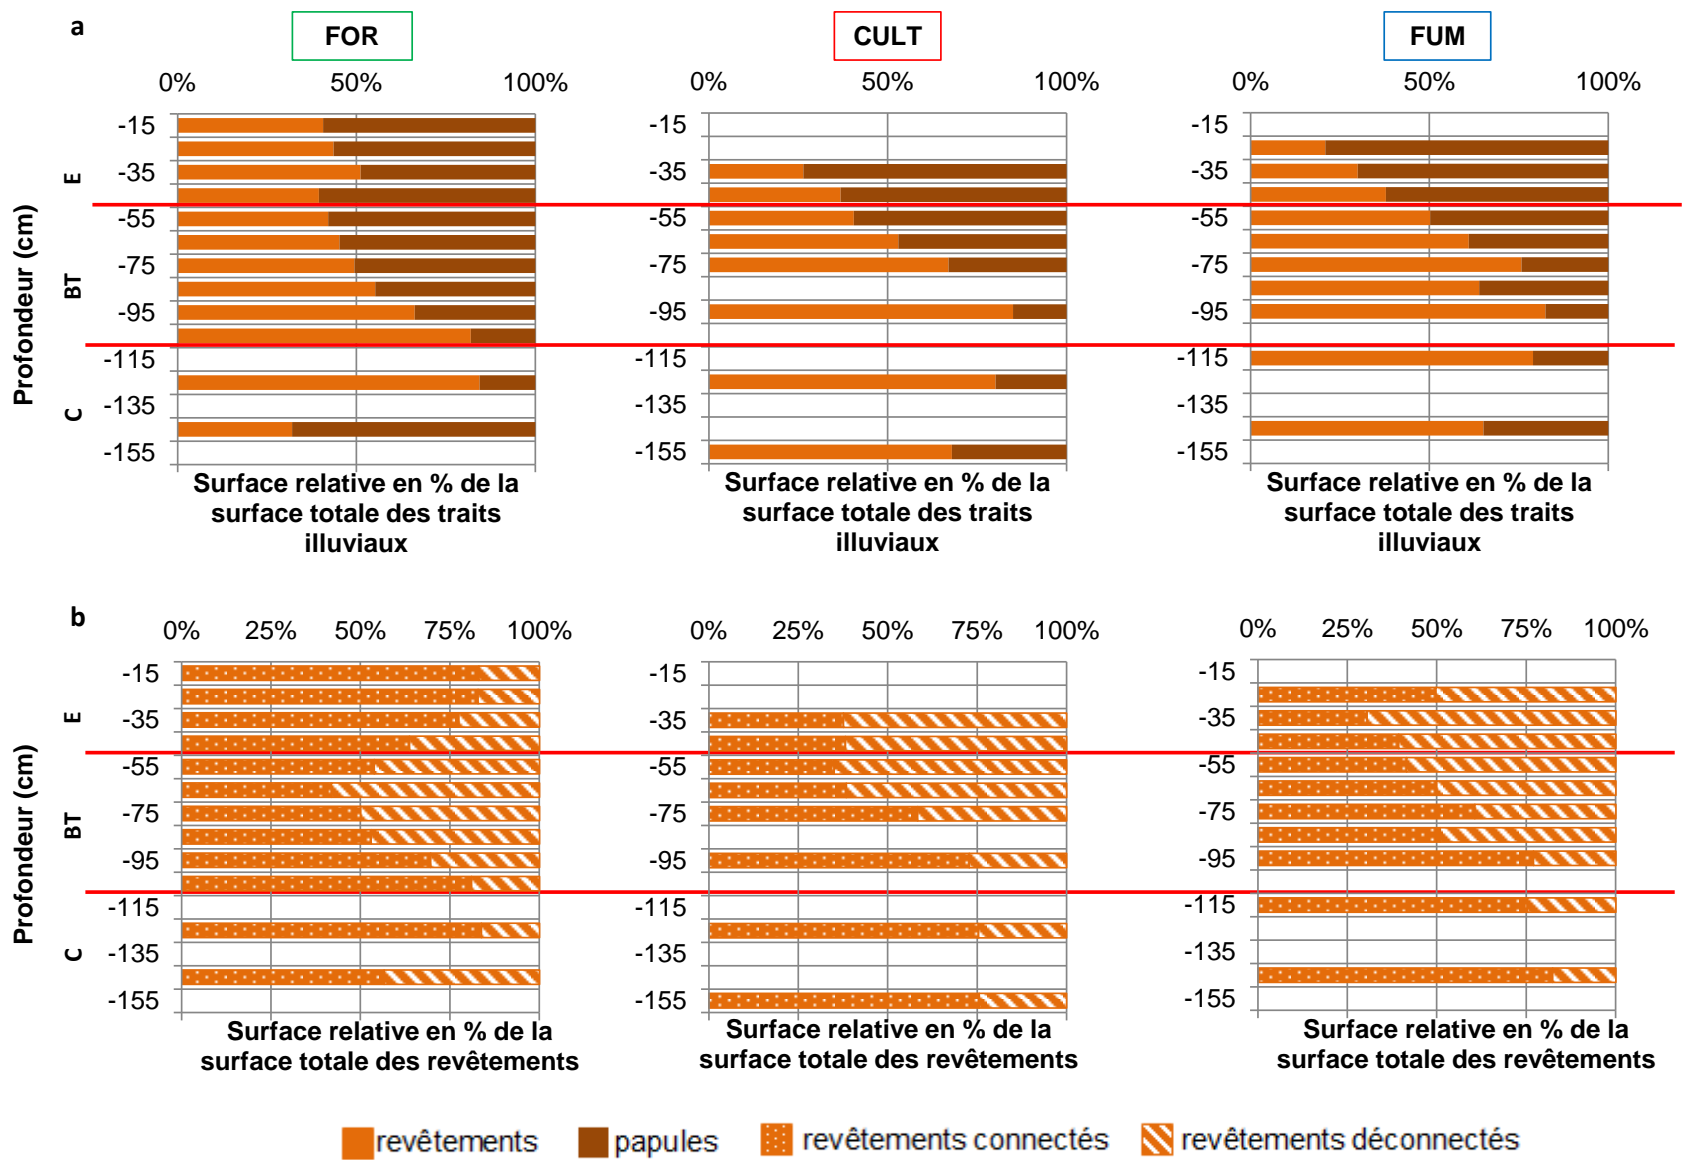 a
FOR
CULT
FUM
0% 50% 100%
0% 50% 100%
0% 50% 100%
Profondeur (cm)
E
BT
C
-15
-35
-55
-75
-95
-115
-135
-155
-15
-35
-55
-75
-95
-115
-135
-155
-15
-35
-55
-75
-95
-115
-135
-155
Surface relative en % de la
surface totale des traits
illuviaux
Surface relative en % de la
surface totale des traits
illuviaux
Surface relative en % de la
surface totale des traits
illuviaux
b
0% 25% 50% 75% 100%
0% 25% 50% 75% 100%
0% 25% 50% 75% 100%
Profondeur (cm)
E
BT
C
-15
-35
-55
-75
-95
-115
-135
-155
-15
-35
-55
-75
-95
-115
-135
-155
-15
-35
-55
-75
-95
-115
-135
-155
Surface relative en % de la
surface totale des revêtements
Surface relative en % de la
surface totale des revêtements
Surface relative en % de la
surface totale des revêtements
revêtements papules revêtements connectés revêtements déconnectés